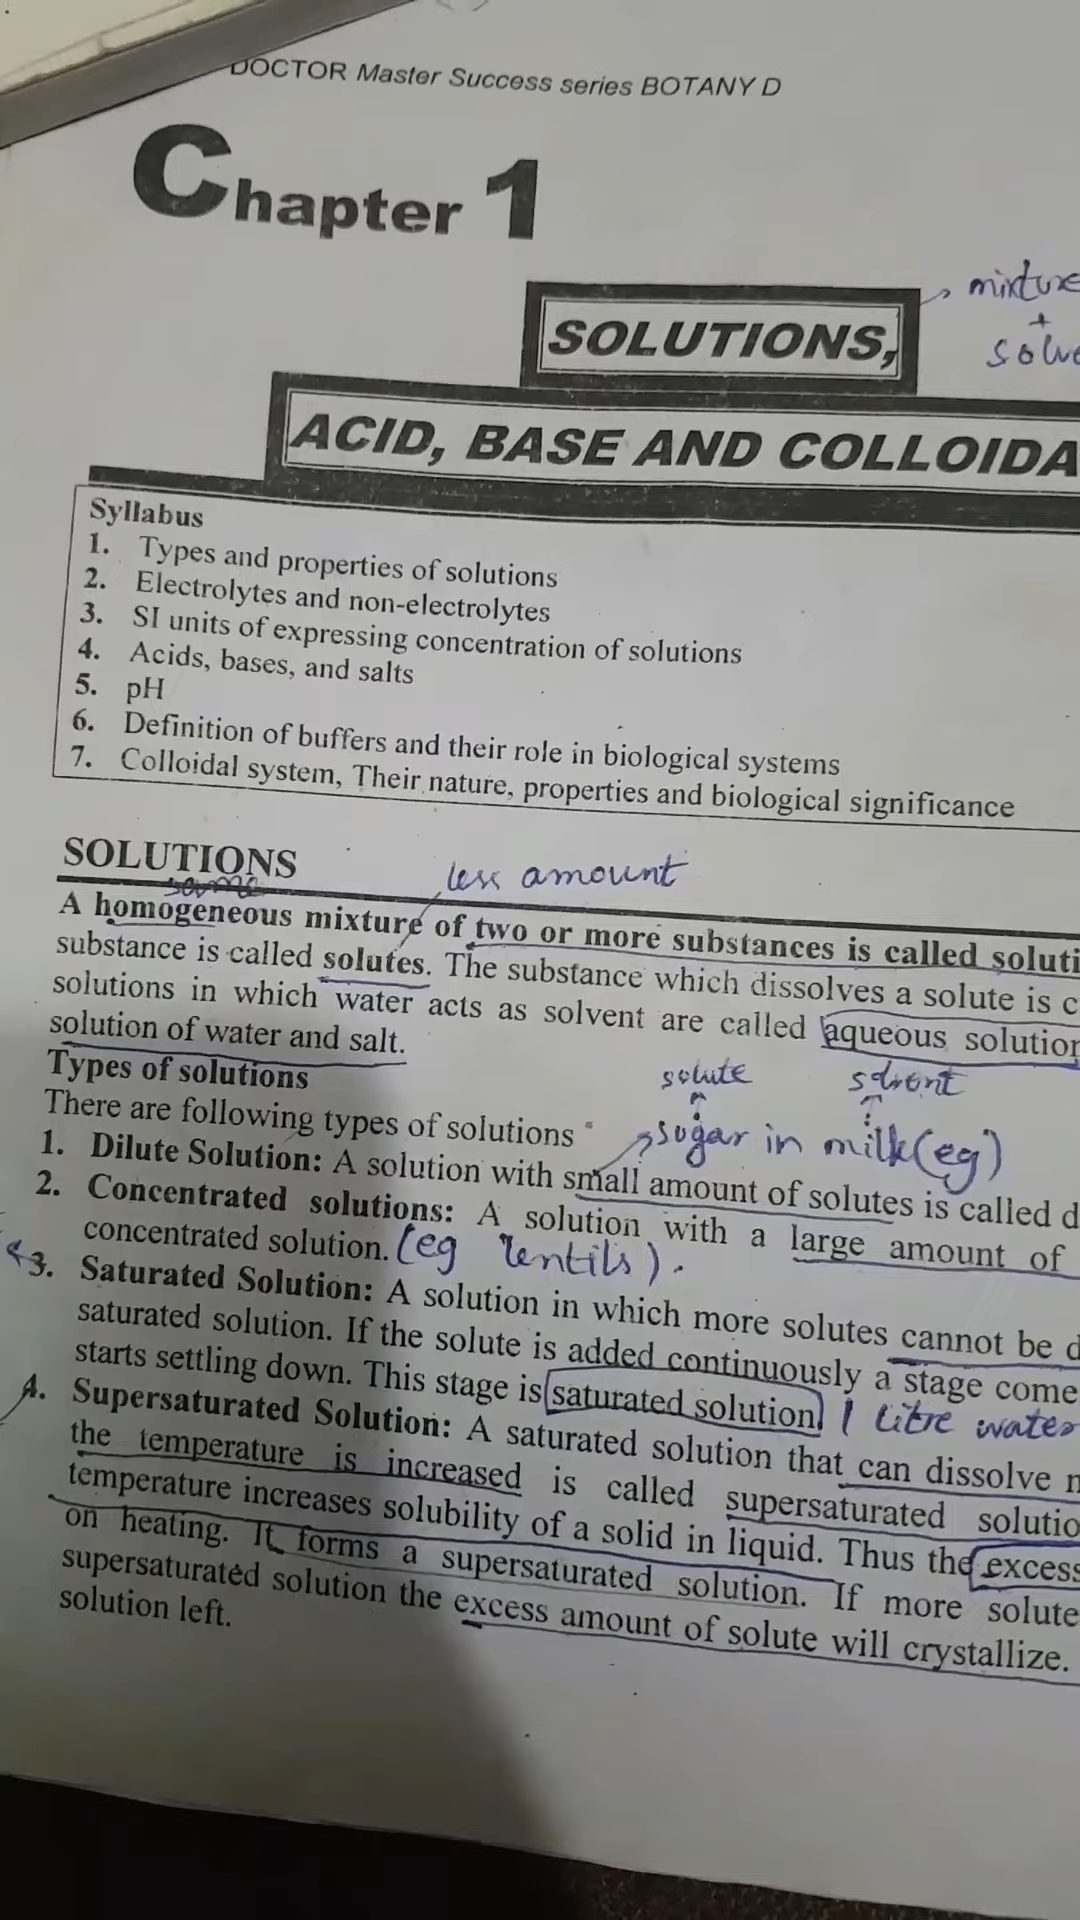 DOCTOR Master Success series BOTANY D
Chapter 1
mixture
+
SOLUTIONS,
ACID, BASE AND COLLOIDA
Syllabus
1. Types and properties of solutions
2. Electrolytes and non-electrolytes
3. SI units of expressing concentration of solutions
4. Acids, bases, and salts
5. pH
6. Definition of buffers and their role in biological systems
7. Colloidal system, Their nature, properties and biological significance
SOLUTIONS
less amount
same
A homogeneous mixture of two or more substances is called soluti
substance is called solutes. The substance which dissolves a solute is c
solutions in which water acts as solvent are called aqueous solution
solution of water and salt.
Types of solutions
solute solvent
There are following types of solutions
sugar in milk (eg)
1. Dilute Solution: A solution with small amount of solutes is called d
2. Concentrated solutions: A solution with a large amount of
concentrated solution. (eg lentils).
3. Saturated Solution: A solution in which more solutes cannot be d
saturated solution. If the solute is added continuously a stage come
starts settling down. This stage is saturated solution. 1 litre water
4. Supersaturated Solution: A saturated solution that can dissolve
the temperature is increased is called supersaturated solutio
temperature increases solubility of a solid in liquid. Thus the excess
on heating. It forms a supersaturated solution. If more solute
supersaturated solution the excess amount of solute will crystallize.
solution left.